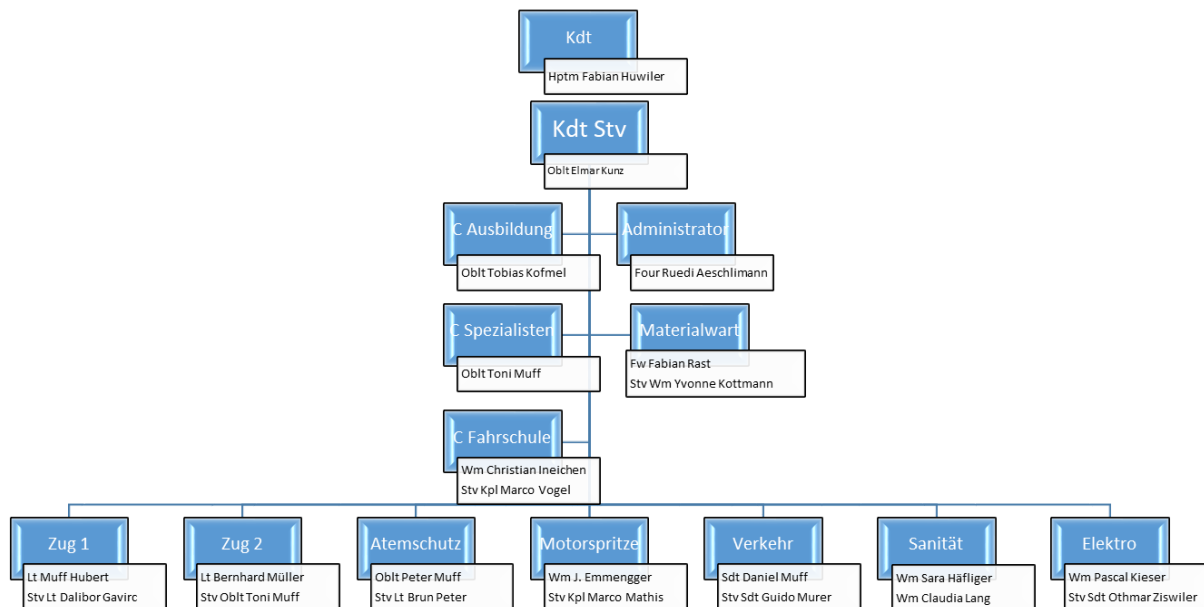 Kdt
Hptm Fabian Huwiler
Kdt Stv
Oblt Elmar Kunz
C Ausbildung
Oblt Tobias Kofmel
Administrator
Four Ruedi Aeschlimann
C Spezialisten
Oblt Toni Muff
Materialwart
Fw Fabian Rast
Stv Wm Yvonne Kottmann
C Fahrschule
Wm Christian Ineichen
Stv Kpl Marco Vogel
Zug 1
Lt Muff Hubert
Stv Lt Dalibor Gavirc
Zug 2
Lt Bernhard Müller
Stv Oblt Toni Muff
Atemschutz
Oblt Peter Muff
Stv Lt Brun Peter
Motorspritze
Wm J. Emmengger
Stv Kpl Marco Mathis
Verkehr
Sdt Daniel Muff
Stv Sdt Guido Murer
Sanität
Wm Sara Häfliger
Wm Claudia Lang
Elektro
Wm Pascal Kieser
Stv Sdt Othmar Ziswiler